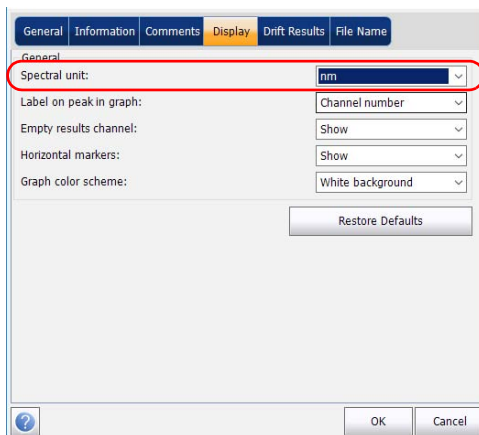 General Information Comments Display Drift Results File Name
General
Spectral unit: nm
Label on peak in graph: Channel number
Empty results channel: Show
Horizontal markers: Show
Graph color scheme: White background
Restore Defaults
? OK Cancel